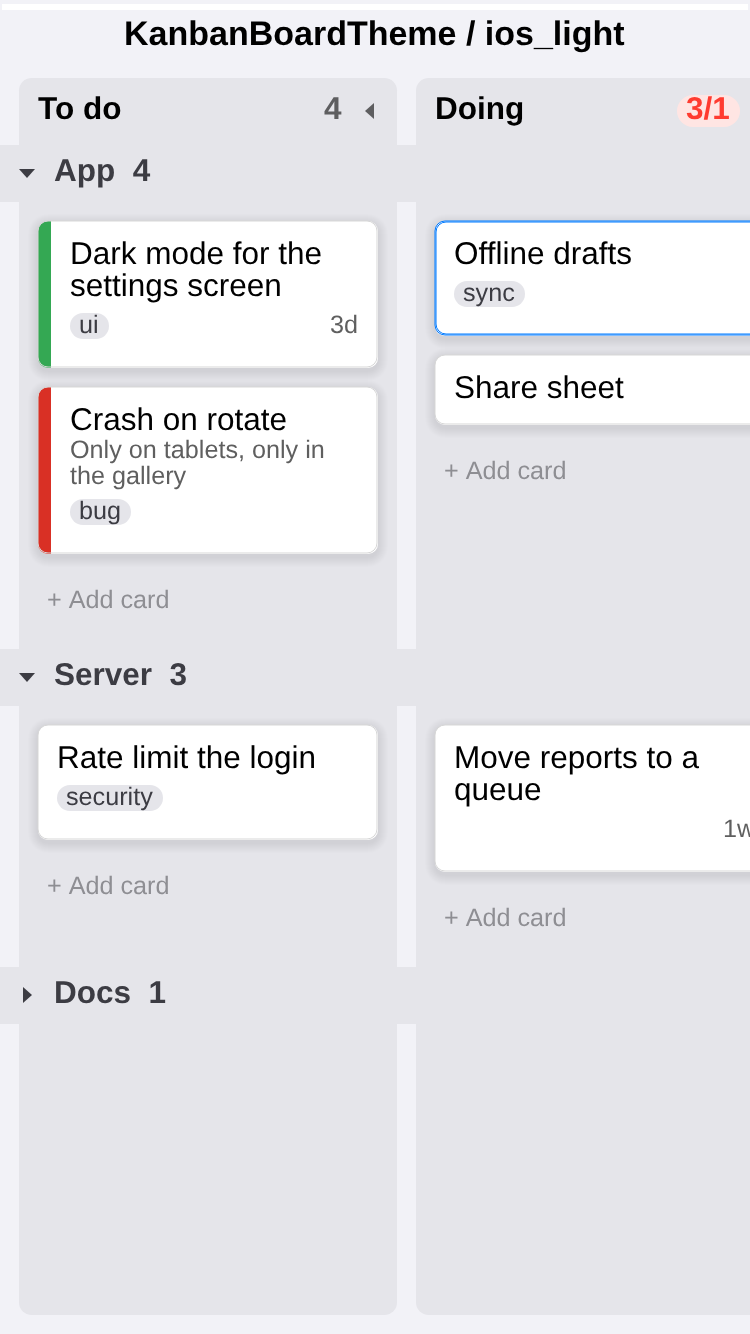 KanbanBoardTheme / ios_light
To do 4
Doing 3/1
App 4
Dark mode for the
settings screen
ui 3d
Crash on rotate
Only on tablets, only in
the gallery
bug
+ Add card
Offline drafts
sync
Share sheet
+ Add card
Server 3
Rate limit the login
security
+ Add card
Move reports to a
queue
1w
+ Add card
Docs 1